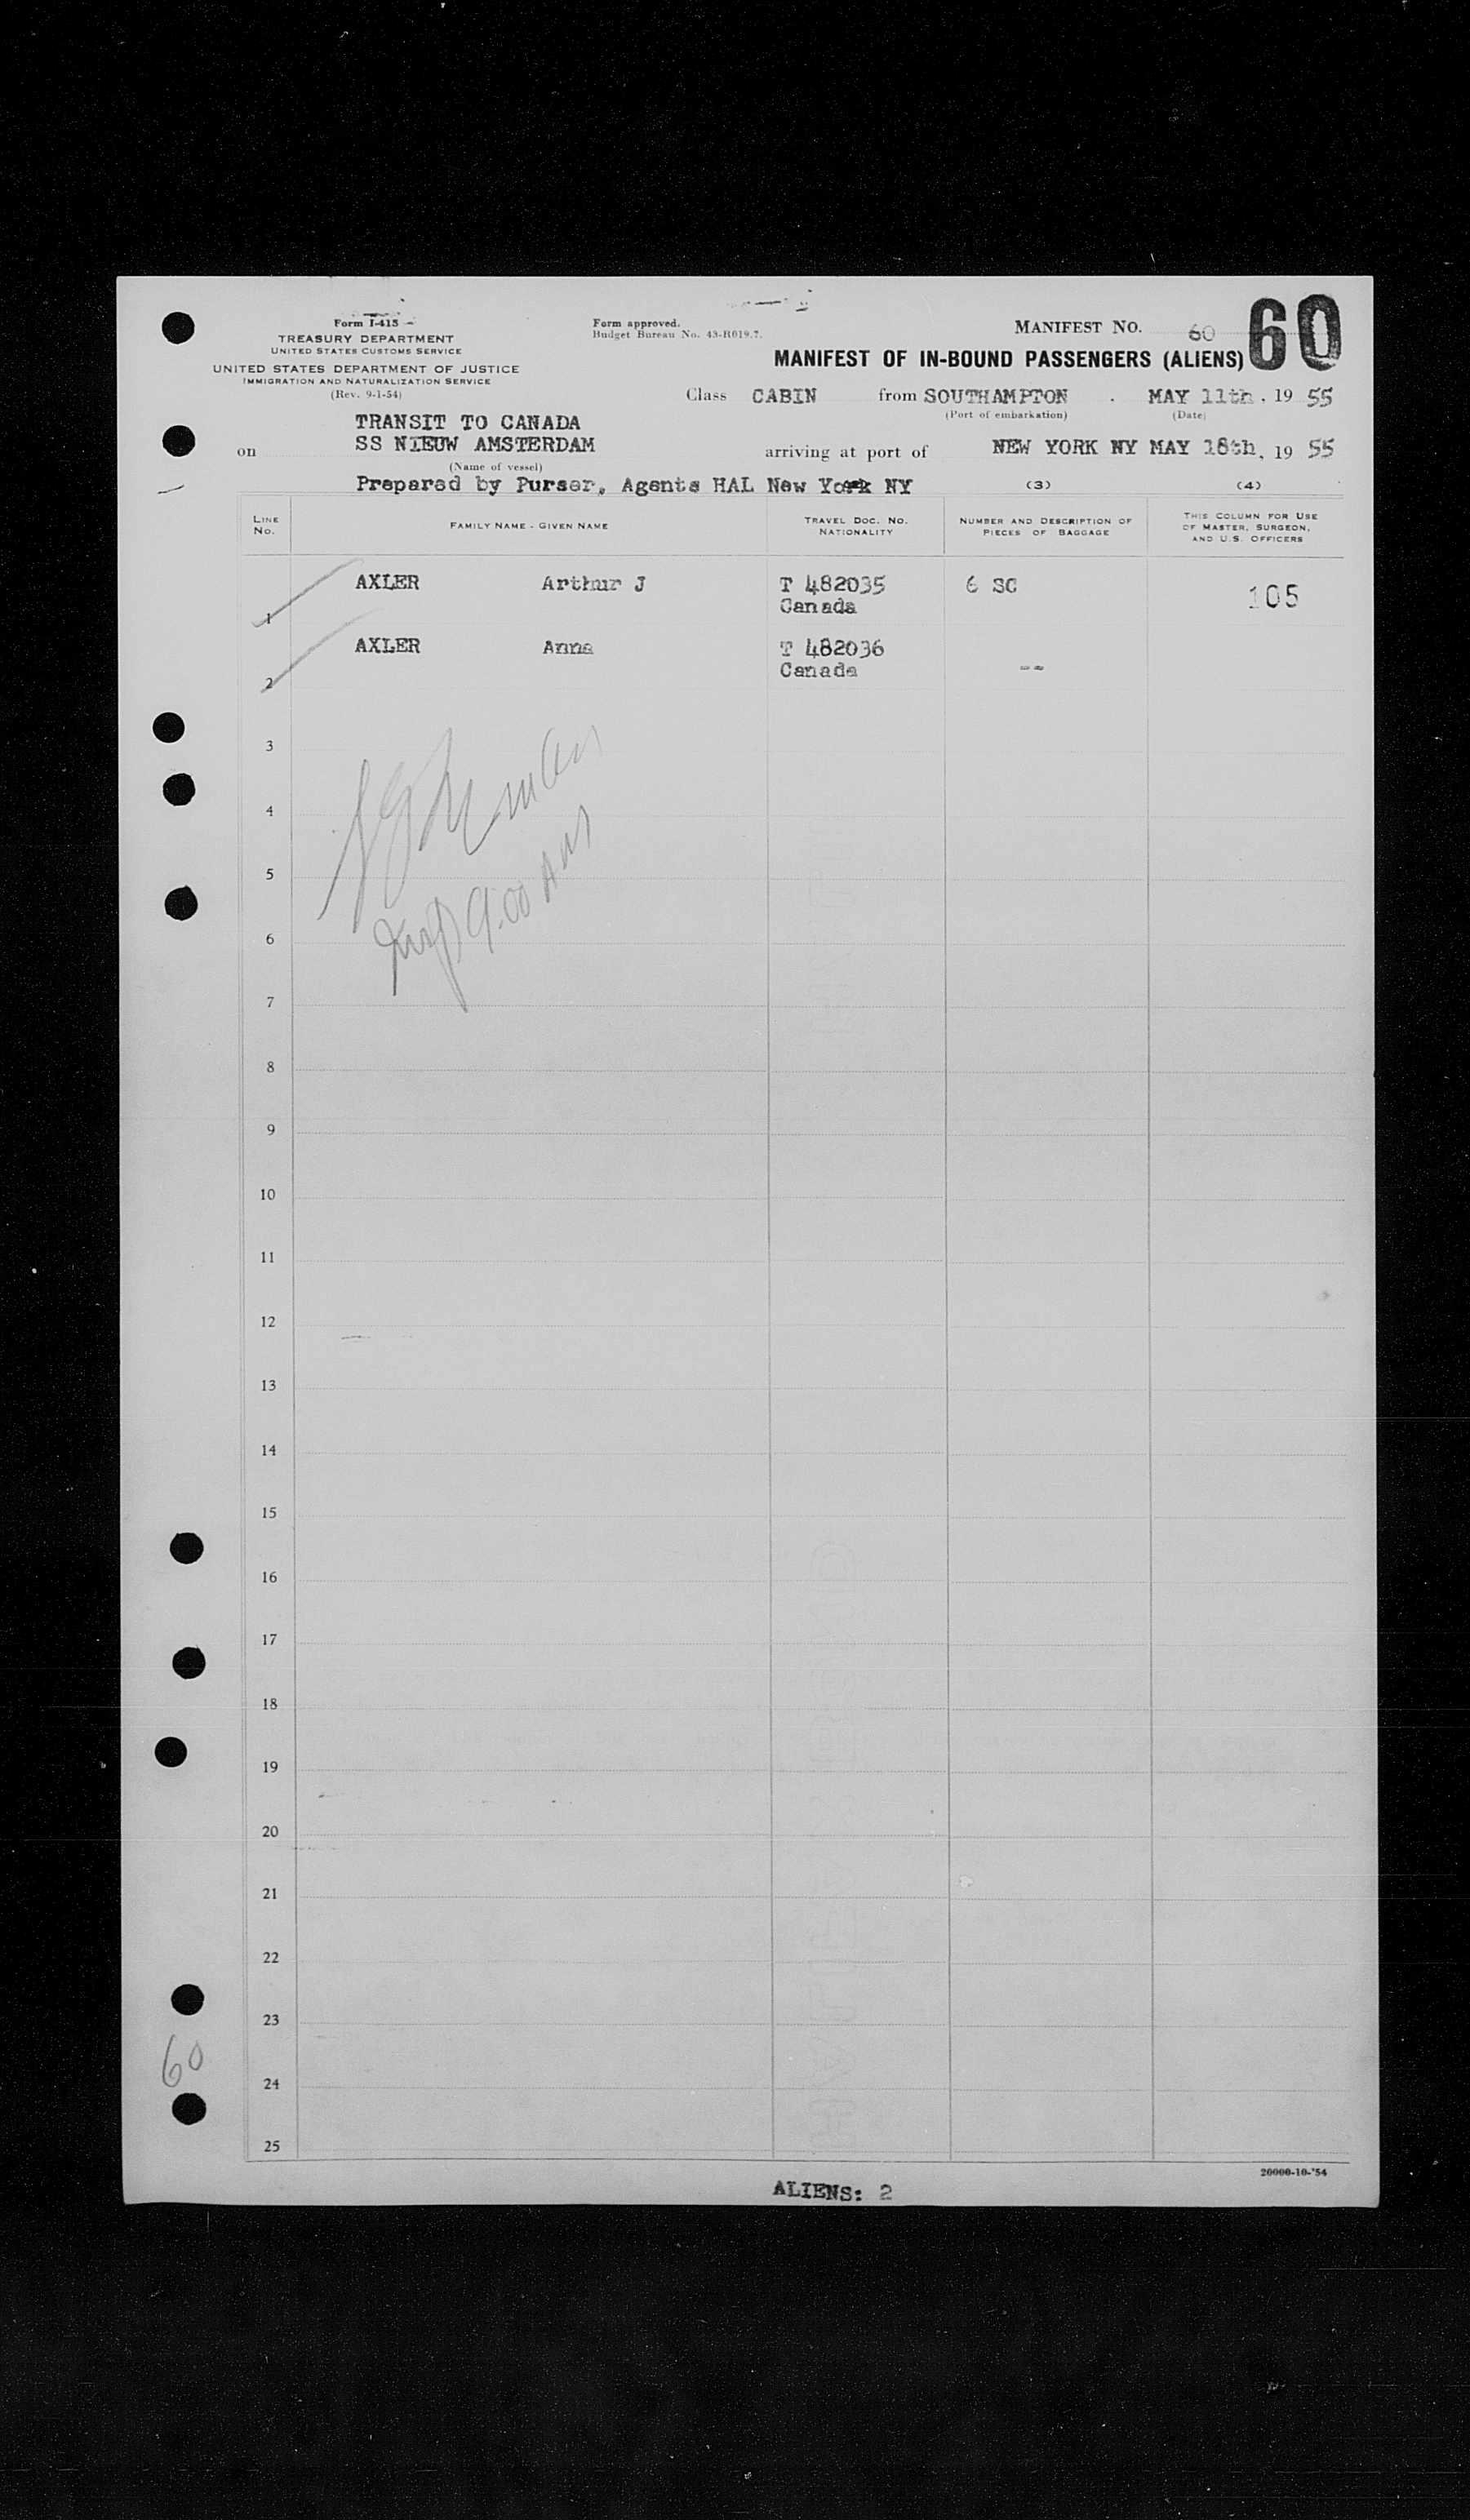 Form I-415
TREASURY DEPARTMENT
UNITED STATES CUSTOMS SERVICE
UNITED STATES DEPARTMENT OF JUSTICE
IMMIGRATION AND NATURALIZATION SERVICE
(Rev. 9-1-54)
Form approved.
Budget Bureau No. 43-R019.7.
MANIFEST NO. 60
60
MANIFEST OF IN-BOUND PASSENGERS (ALIENS)
Class CABIN from SOUTHAMPTON . MAY 11th . 19 55
(Port of embarkation) (Date)
TRANSIT TO CANADA
on SS NIEUW AMSTERDAM arriving at port of NEW YORK NY MAY 18th, 19 55
(Name of vessel)
Prepared by Purser, Agents HAL New York NY (3) (4)
LINE NO. FAMILY NAME - GIVEN NAME TRAVEL DOC. NO. NATIONALITY NUMBER AND DESCRIPTION OF PIECES OF BAGGAGE THIS COLUMN FOR USE OF MASTER, SURGEON, AND U.S. OFFICERS
1 AXLER Arthur J T 482035 6 SC 105
Canada
2 AXLER Anna T 482036
Canada --
3
4
5
9.00 AM
6
7
8
9
10
11
12
13
14
15
16
17
18
19
20
21
22
23
60
24
25
20000-10-'54
ALIENS: 2